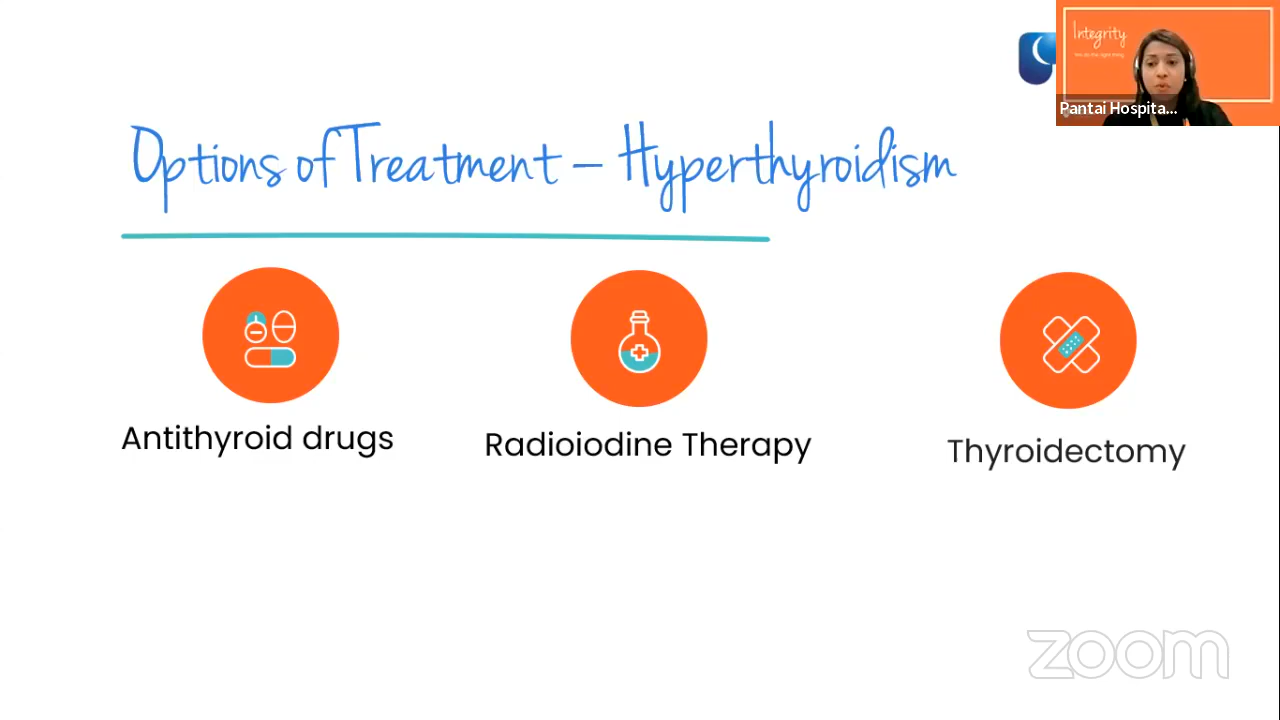 Integrity
Pantai Hospita...
Options of Treatment – Hyperthyroidism
Antithyroid drugs
Radioiodine Therapy
Thyroidectomy
zoom